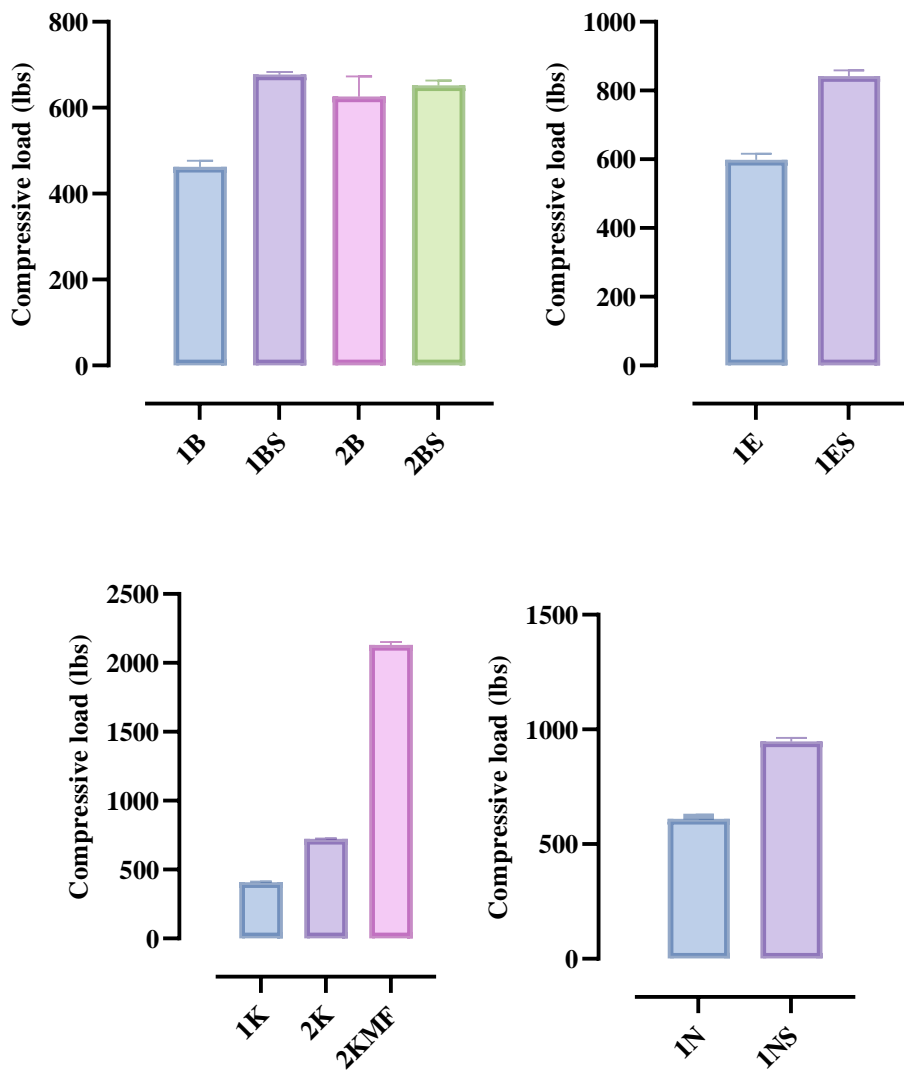 Compressive load (lbs)
800
600
400
200
0
1B
1BS
2B
2BS
Compressive load (lbs)
1000
800
600
400
200
0
1E
1ES
Compressive load (lbs)
2500
2000
1500
1000
500
0
1K
2K
2KMF
Compressive load (lbs)
1500
1000
500
0
1N
1NS